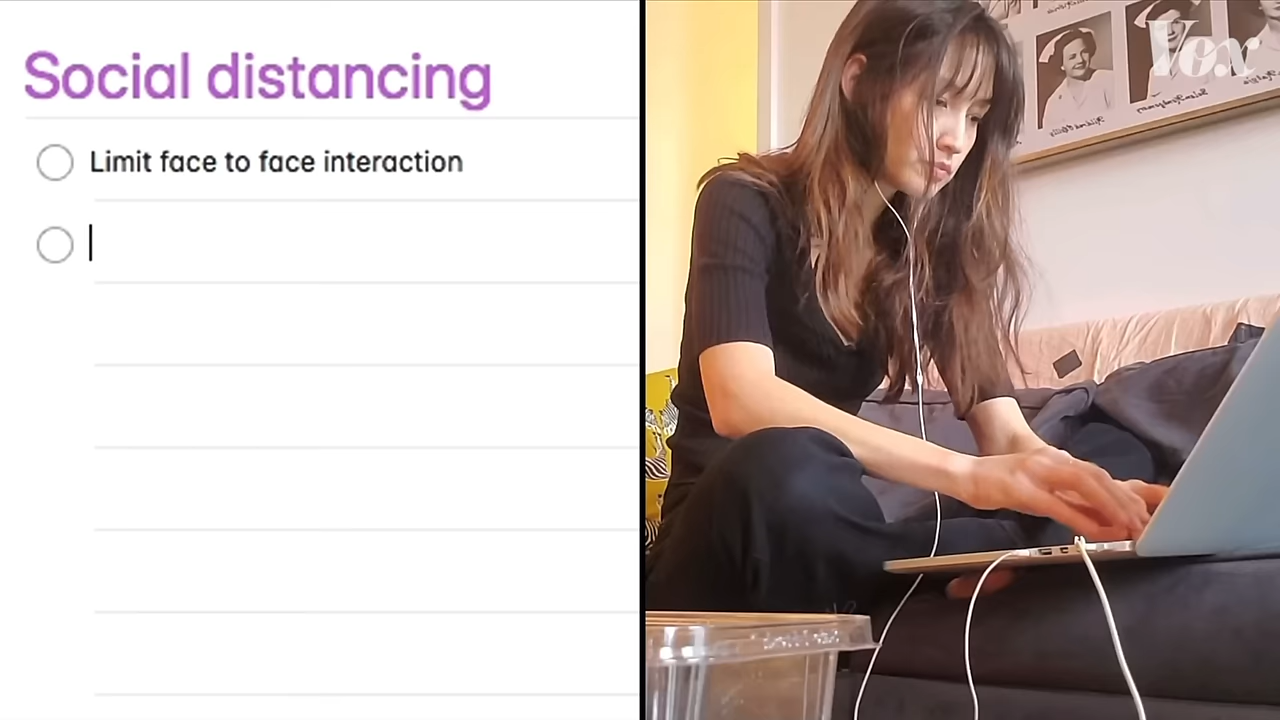 Social distancing
Limit face to face interaction
Vox